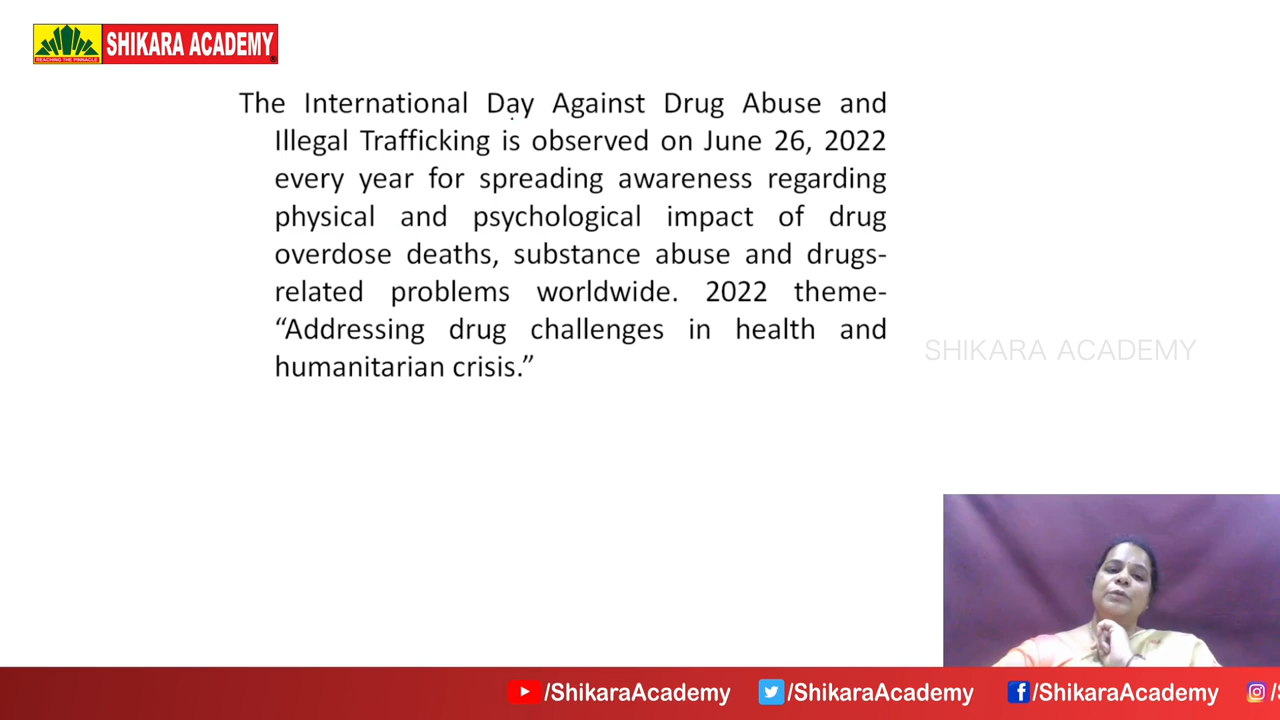 SHIKARA ACADEMY
REACHING THE PINNACLE
The International Day Against Drug Abuse and
Illegal Trafficking is observed on June 26, 2022
every year for spreading awareness regarding
physical and psychological impact of drug
overdose deaths, substance abuse and drugs-
related problems worldwide. 2022 theme-
“Addressing drug challenges in health and
humanitarian crisis.”
SHIKARA ACADEMY
/ShikaraAcademy /ShikaraAcademy /ShikaraAcademy /S